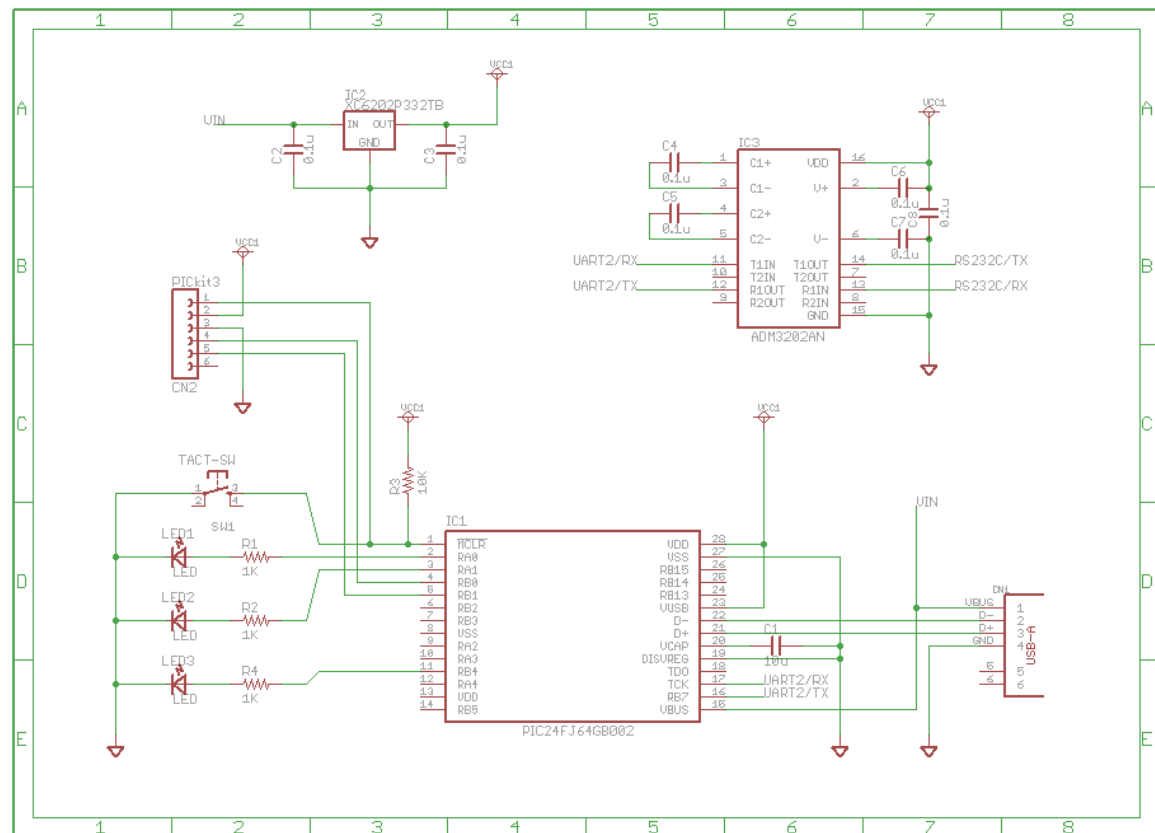 1 2 3 4 5 6 7 8
A
A
B
B
C
C
D
D
E
E
VCC1
IC2
XC6202P332TB
VIN
IN OUT
GND
C2
0.1u
C3
0.1u
VCC1
IC3
C4
0.1u
C5
0.1u
1 C1+ VDD 16
3 C1- V+ 2
4 C2+
5 C2- V- 6
UART2/RX 11 T1IN T1OUT 14 RS232C/TX
10 T2IN T2OUT 7
UART2/TX 12 R1OUT R1IN 13 RS232C/RX
9 R2OUT R2IN 8
GND 15
ADM3202AN
C6
0.1u
C8
0.1u
C7
0.1u
VCC1
PICkit3
1
2
3
4
5
6
CN2
VCC1
R3
10K
VCC1
TACT-SW
1 3
2 4
SW1
LED1
LED
R1
1K
LED2
LED
R2
1K
LED3
LED
R4
1K
IC1
1 MCLR VDD 28
2 RA0 VSS 27
3 RA1 RB15 26
4 RB0 RB14 25
5 RB1 RB13 24
6 RB2 VUSB 23
7 RB3 D- 22
8 VSS D+ 21
9 RA2 VCAP 20
10 RA3 DISVREG 19
11 RB4 TDO 18
12 RA4 TCK 17 UART2/RX
13 VDD RB7 16 UART2/TX
14 RB5 VBUS 15
PIC24FJ64GB002
C1
10u
VIN
CN1
VBUS 1
D- 2
D+ 3
GND 4
5 5
6 6
USB-A
1 2 3 4 5 6 7 8